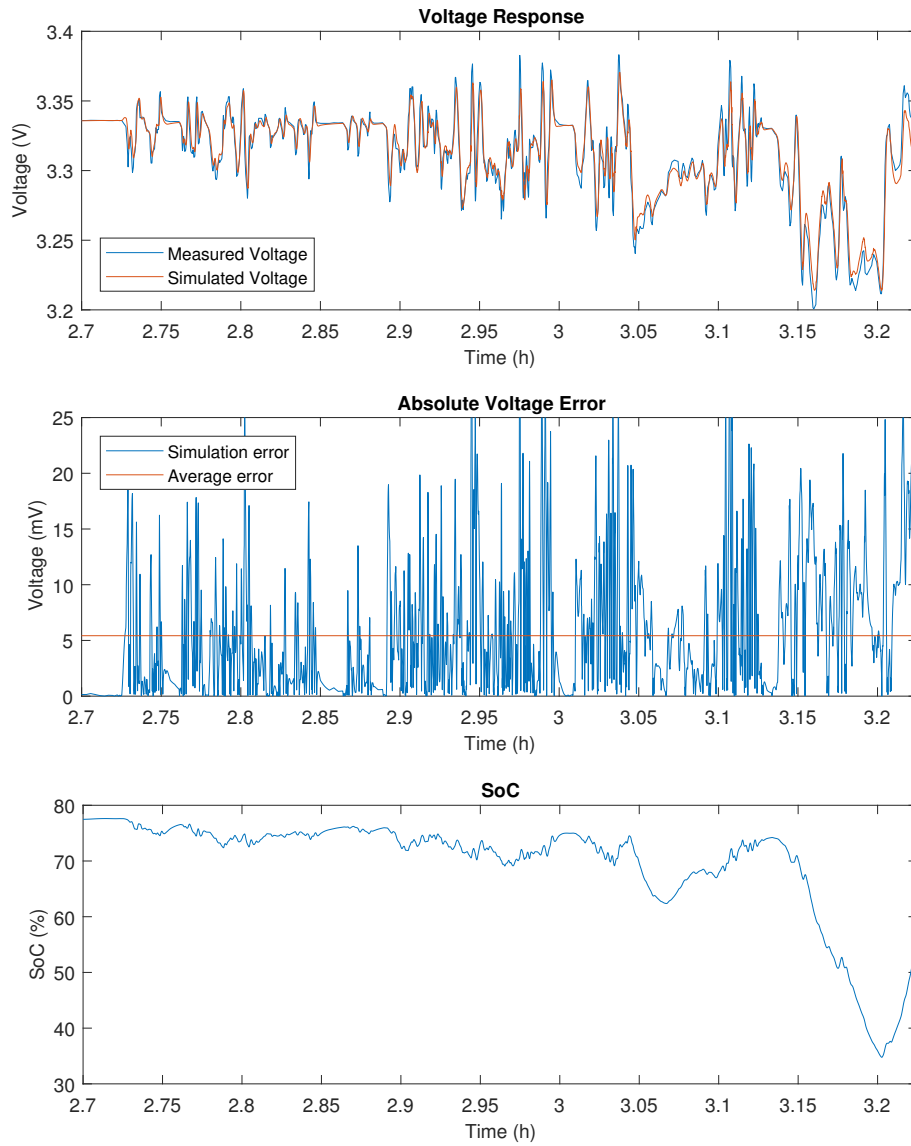 Voltage Response
3.4
3.35
3.3
3.25
3.2
Voltage (V)
Measured Voltage
Simulated Voltage
2.7 2.75 2.8 2.85 2.9 2.95 3 3.05 3.1 3.15 3.2
Time (h)
Absolute Voltage Error
25
20
15
10
5
0
Voltage (mV)
Simulation error
Average error
2.7 2.75 2.8 2.85 2.9 2.95 3 3.05 3.1 3.15 3.2
Time (h)
SoC
80
70
60
50
40
30
SoC (%)
2.7 2.75 2.8 2.85 2.9 2.95 3 3.05 3.1 3.15 3.2
Time (h)